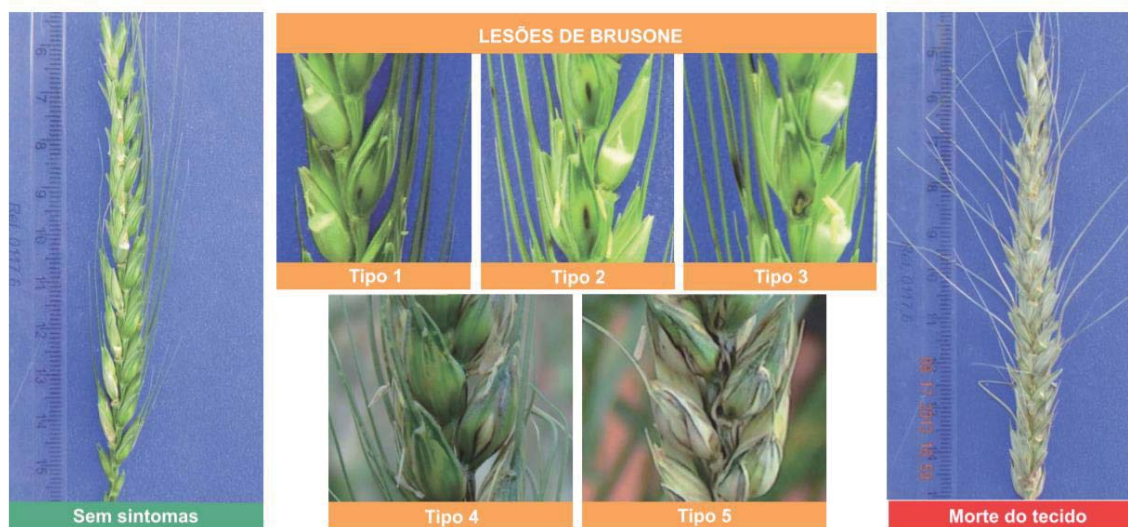 LESÕES DE BRUSONE
Tipo 1
Tipo 2
Tipo 3
Tipo 4
Tipo 5
Sem sintomas
Morte do tecido